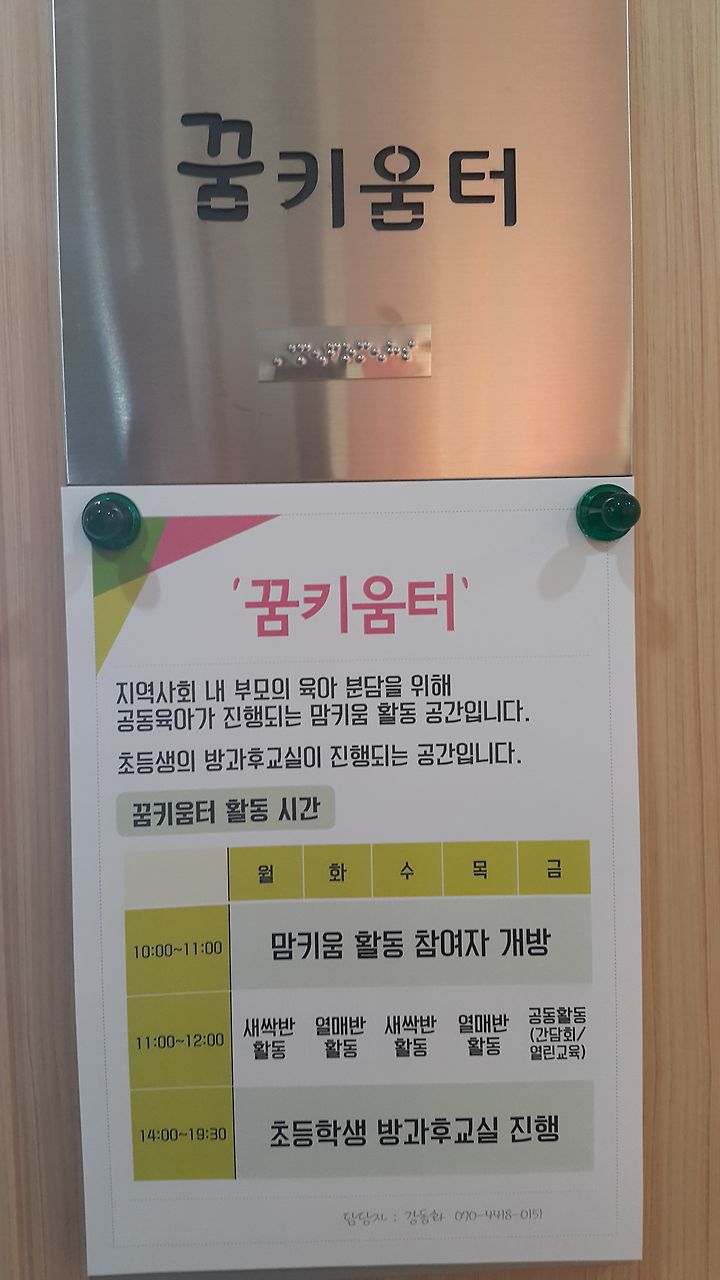 꿈키움터
'꿈키움터'
지역사회 내 부모의 육아 분담을 위해
공동육아가 진행되는 맘키움 활동 공간입니다.
초등생의 방과후교실이 진행되는 공간입니다.
꿈키움터 활동 시간
월 화 수 목 금
10:00~11:00 맘키움 활동 참여자 개방
11:00~12:00 새싹반 활동 열매반 활동 새싹반 활동 열매반 활동 공동활동 (간담회/ 열린교육)
14:00~19:30 초등학생 방과후교실 진행
담당자 : 강동화 070-4418-0151